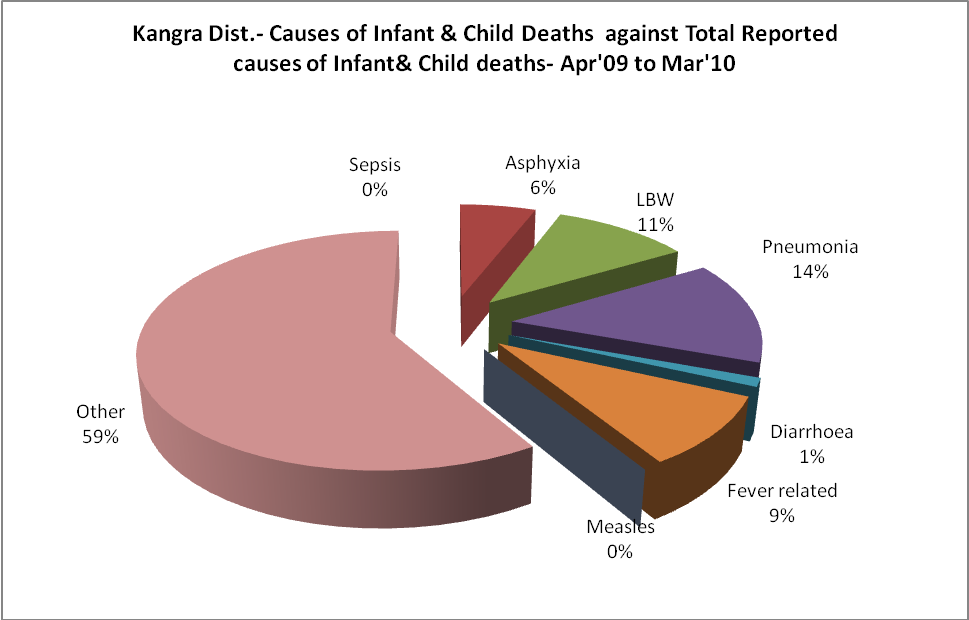 Kangra Dist.- Causes of Infant & Child Deaths  against Total Reported
causes of Infant& Child deaths- Apr'09 to Mar'10
Sepsis
0%
Asphyxia
6%
LBW
11%
Pneumonia
14%
Diarrhoea
1%
Fever related
9%
Measles
0%
Other
59%